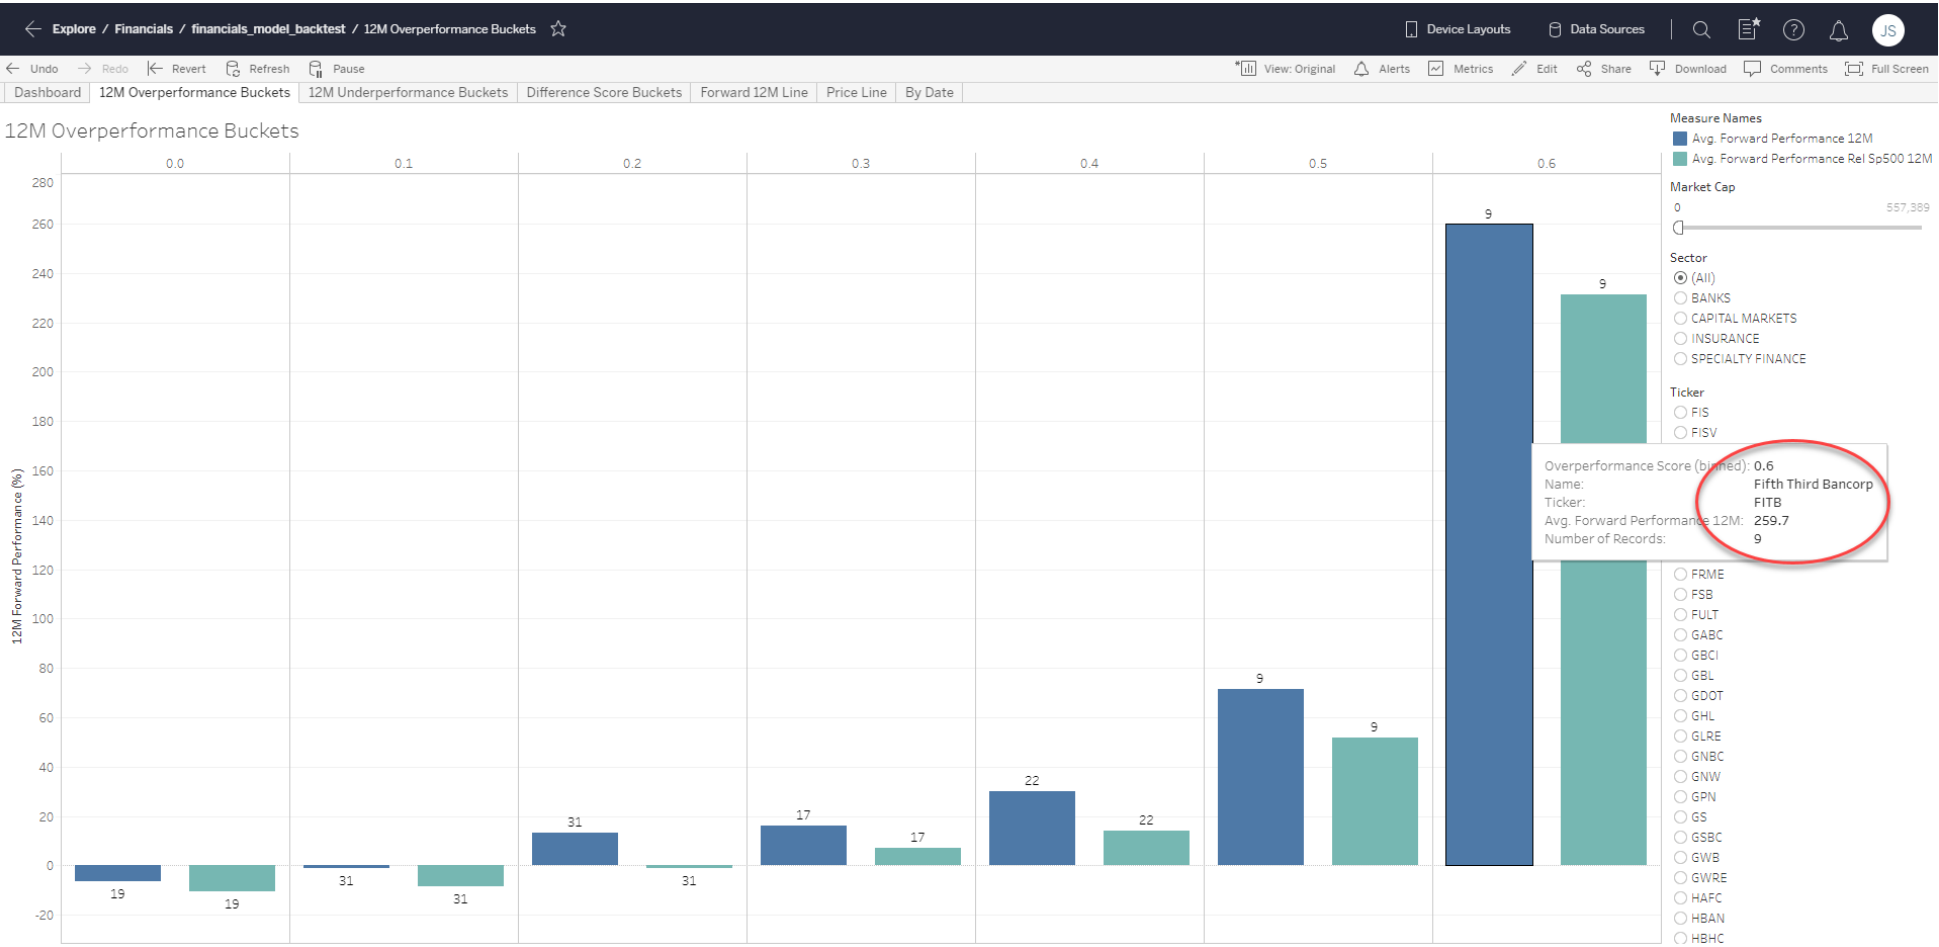 Explore / Financials / financials_model_backtest / 12M Overperformance Buckets
Device Layouts
Data Sources
JS
Undo Redo Revert Refresh Pause
View: Original Alerts Metrics Edit Share Download Comments Full Screen
Dashboard 12M Overperformance Buckets 12M Underperformance Buckets Difference Score Buckets Forward 12M Line Price Line By Date
12M Overperformance Buckets
0.0 0.1 0.2 0.3 0.4 0.5 0.6
280
260
240
220
200
180
160
140
120
100
80
60
40
20
0
-20
12M Forward Performance (%)
19 19
31 31
31 31
17 17
22 22
9 9
9 9
Measure Names
Avg. Forward Performance 12M
Avg. Forward Performance Rel Sp500 12M
Market Cap
0 557,389
Sector
(All)
BANKS
CAPITAL MARKETS
INSURANCE
SPECIALTY FINANCE
Ticker
FIS
FISV
Overperformance Score (binned): 0.6
Name: Fifth Third Bancorp
Ticker: FITB
Avg. Forward Performance 12M: 259.7
Number of Records: 9
FRME
FSB
FULT
GABC
GBCI
GBL
GDOT
GHL
GLRE
GNBC
GNW
GPN
GS
GSBC
GWB
GWRE
HAFC
HBAN
HBHC